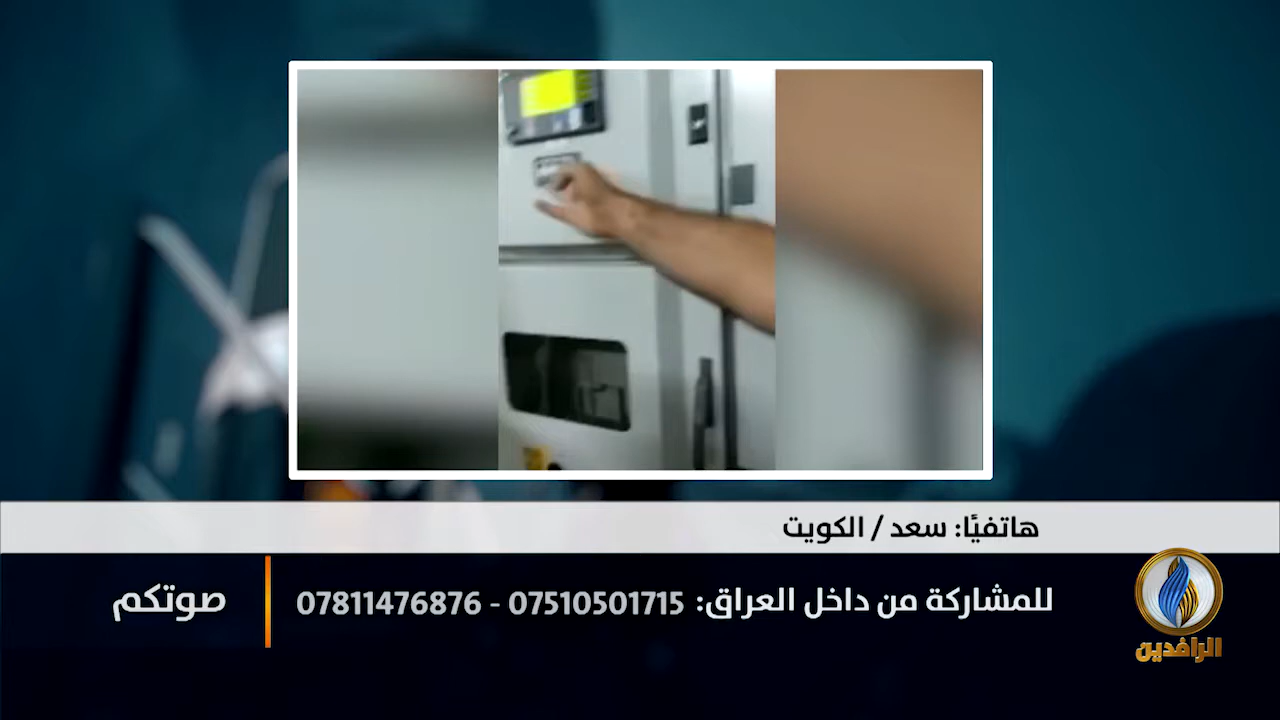 هاتفيًا: سعد / الكويت
للمشاركة من داخل العراق: 07510501715 - 07811476876
صوتكم
الرافدين